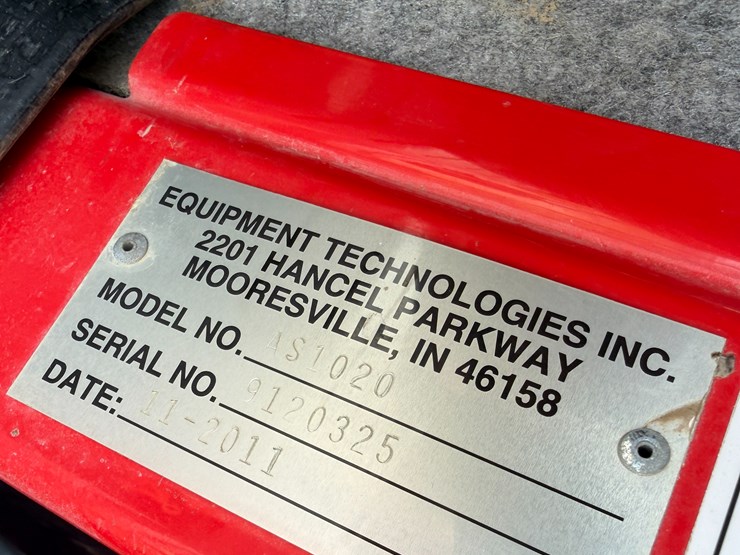 EQUIPMENT TECHNOLOGIES INC.
2201 HANCEL PARKWAY
MOORESVILLE, IN 46158
MODEL NO. AS1020
SERIAL NO. 9120325
DATE: 11-2011